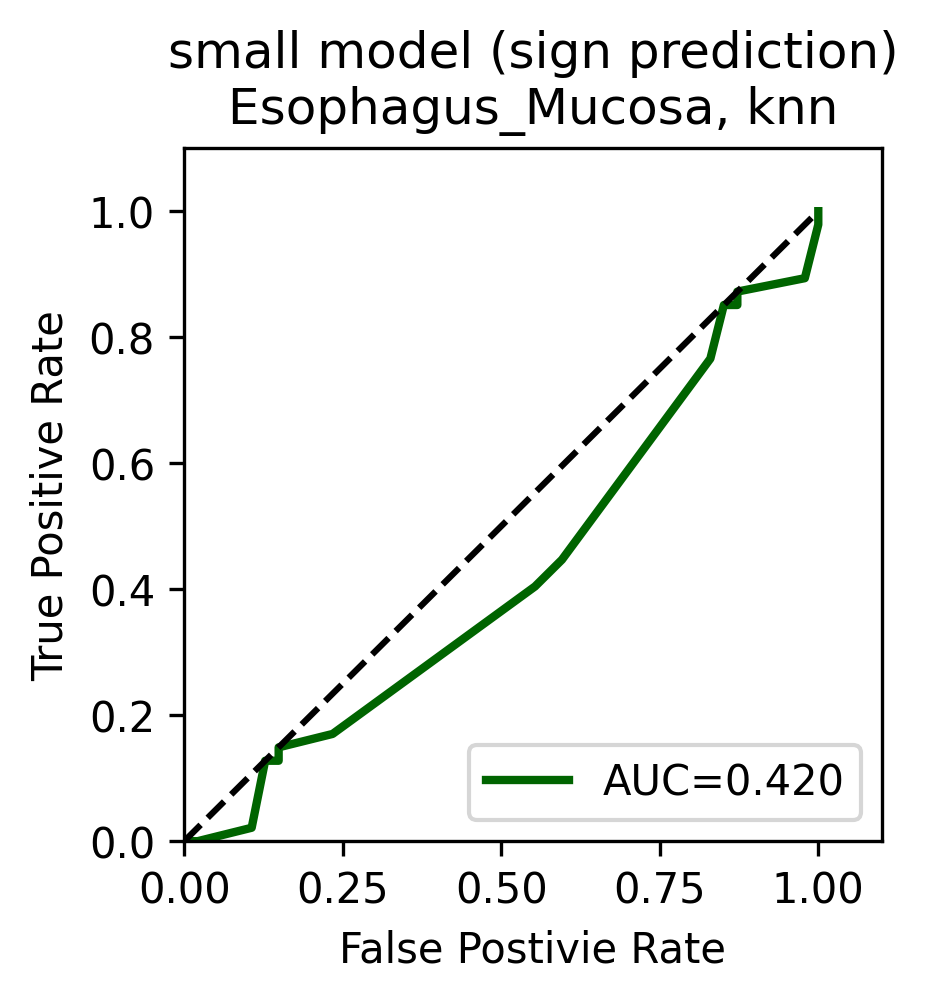 small model (sign prediction)
Esophagus_Mucosa, knn
1.0
0.8
0.6
0.4
0.2
0.0
True Positive Rate
AUC=0.420
0.00 0.25 0.50 0.75 1.00
False Postivie Rate